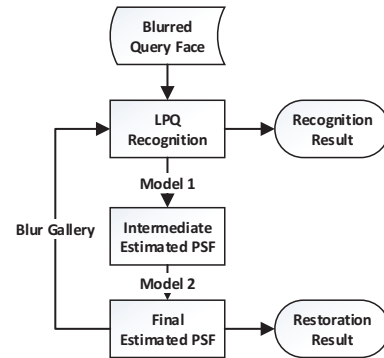 Blurred
Query Face
LPQ
Recognition
Recognition
Result
Model 1
Blur Gallery
Intermediate
Estimated PSF
Model 2
Final
Estimated PSF
Restoration
Result